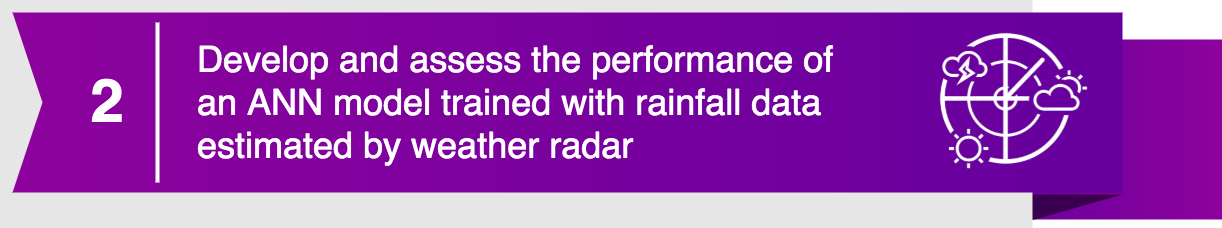 2
Develop and assess the performance of
an ANN model trained with rainfall data
estimated by weather radar